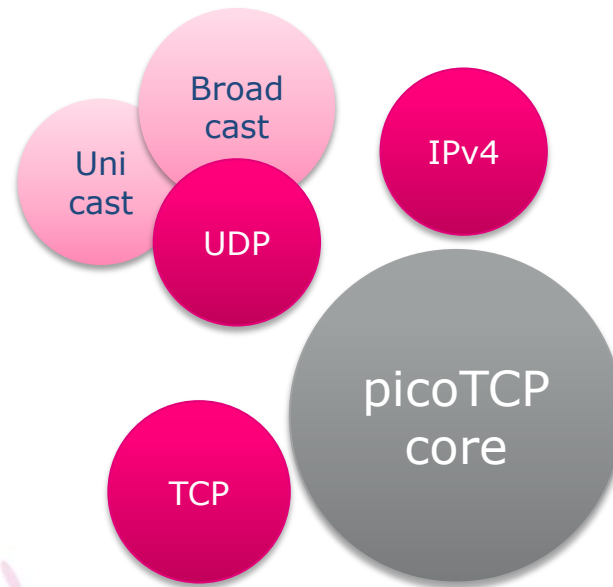 Broad
cast
Uni
cast
IPv4
UDP
picoTCP
core
TCP